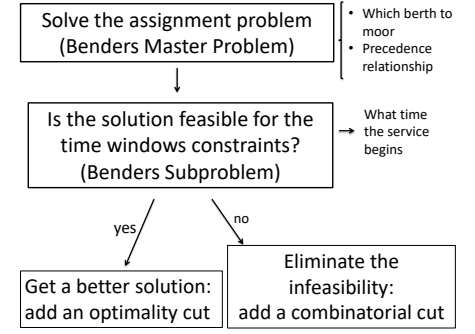 Solve the assignment problem
(Benders Master Problem)
• Which berth to
moor
• Precedence
relationship
Is the solution feasible for the
time windows constraints?
(Benders Subproblem)
What time
the service
begins
yes
no
Get a better solution:
add an optimality cut
Eliminate the
infeasibility:
add a combinatorial cut